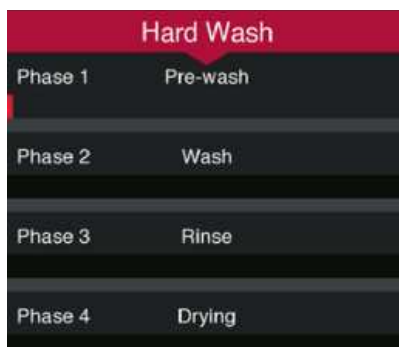 Hard Wash
Phase 1 Pre-wash
Phase 2 Wash
Phase 3 Rinse
Phase 4 Drying